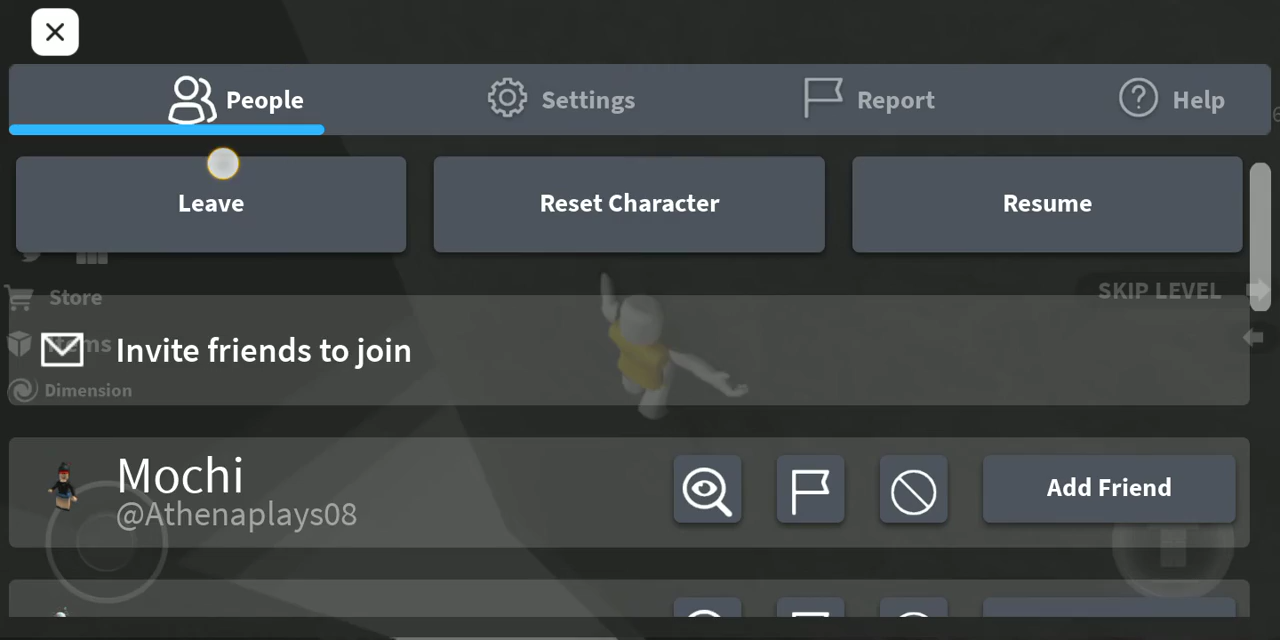 People
Settings
Report
Help
Leave
Reset Character
Resume
Store
SKIP LEVEL
Items
Invite friends to join
Dimension
Mochi
@Athenaplays08
Add Friend